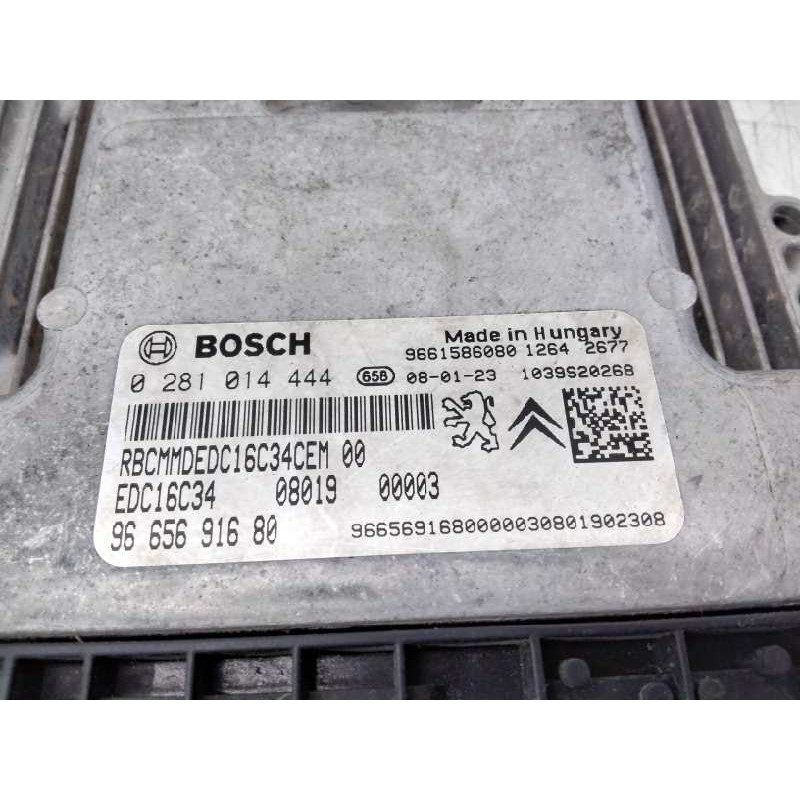 BOSCH
Made in Hungary
9661586080 1264 2677
0 281 014 444 658 08-01-23 1039S20268
RBCMMDEDC16C34CEM 00
EDC16C34 08019 00003
96 656 916 80
9665691680000030801902308